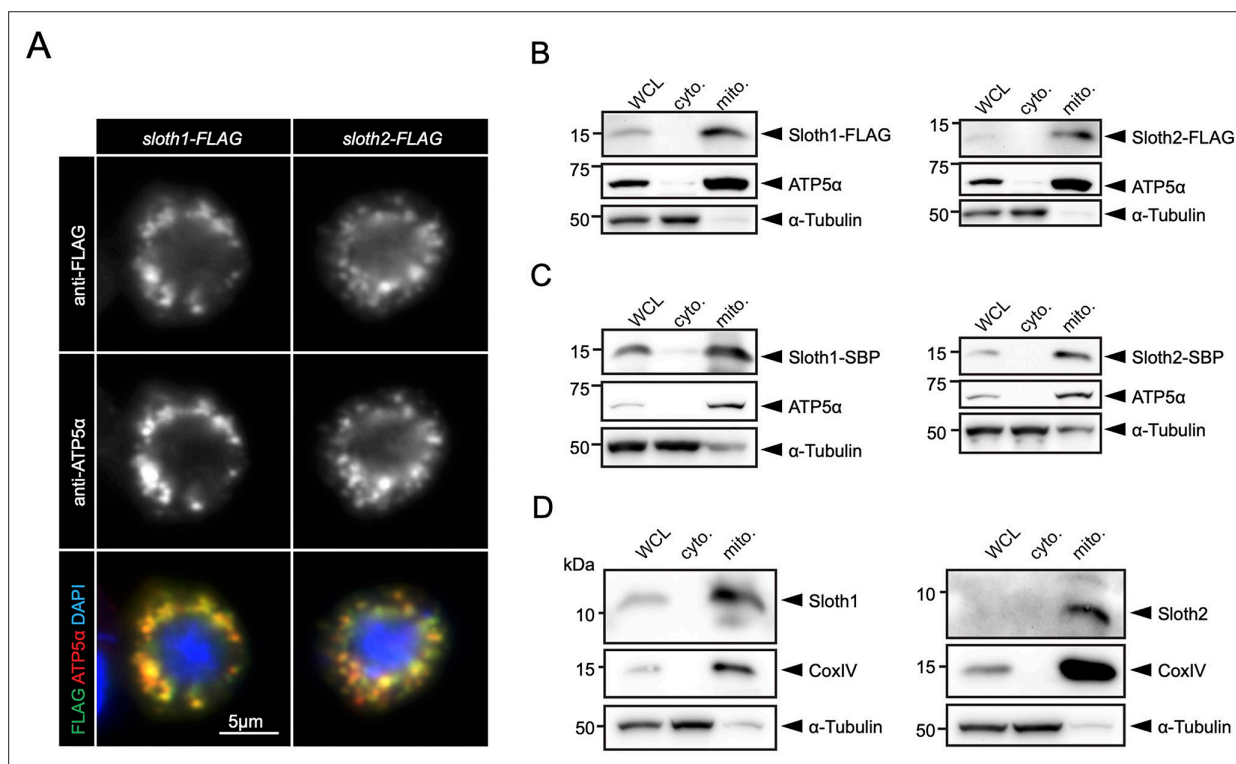 A
sloth1-FLAG
sloth2-FLAG
anti-FLAG
anti-ATP5α
FLAG ATP5α DAPI
5μm
B
WCL
cyto.
mito.
15
Sloth1-FLAG
75
ATP5α
50
α-Tubulin
WCL
cyto.
mito.
15
Sloth2-FLAG
75
ATP5α
50
α-Tubulin
C
WCL
cyto.
mito.
15
Sloth1-SBP
75
ATP5α
50
α-Tubulin
WCL
cyto.
mito.
15
Sloth2-SBP
75
ATP5α
50
α-Tubulin
D
kDa
WCL
cyto.
mito.
10
Sloth1
15
CoxIV
50
α-Tubulin
WCL
cyto.
mito.
10
Sloth2
15
CoxIV
50
α-Tubulin